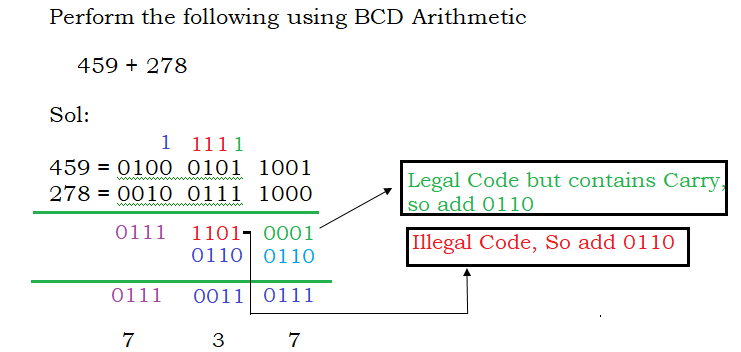 Perform the following using BCD Arithmetic
459 + 278
Sol:
1 1111
459 = 0100 0101 1001
278 = 0010 0111 1000
0111 1101 0001
0110 0110
0111 0011 0111
7 3 7
Legal Code but contains Carry,
so add 0110
Illegal Code, So add 0110